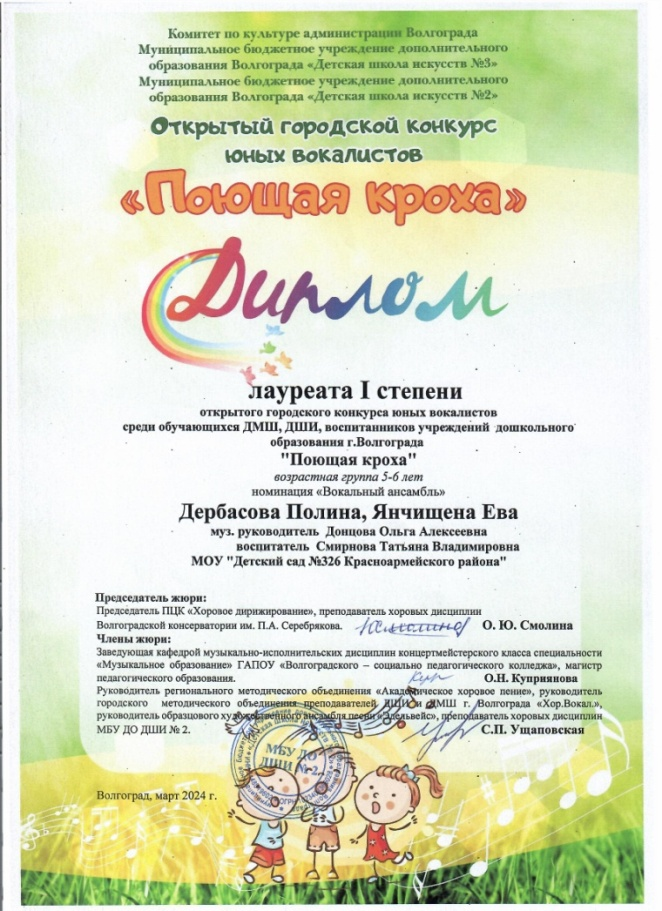 Комитет по культуре администрации Волгограда
Муниципальное бюджетное учреждение дополнительного
образования Волгограда «Детская школа искусств №3»
Муниципальное бюджетное учреждение дополнительного
образования Волгограда «Детская школа искусств №2»
Открытый городской конкурс
юных вокалистов
«Поющая кроха»
Диплом
лауреата I степени
открытого городского конкурса юных вокалистов
среди обучающихся ДМШ, ДШИ, воспитанников учреждений дошкольного
образования г.Волгограда
"Поющая кроха"
возрастная группа 5-6 лет
номинация «Вокальный ансамбль»
Дербасова Полина, Янчищена Ева
муз. руководитель Донцова Ольга Алексеевна
воспитатель Смирнова Татьяна Владимировна
МОУ "Детский сад №326 Красноармейского района"
Председатель жюри:
Председатель ПЦК «Хоровое дирижирование», преподаватель хоровых дисциплин
Волгоградской консерватории им. П.А. Серебрякова. О. Ю. Смолина
Члены жюри:
Заведующая кафедрой музыкально-исполнительских дисциплин концертмейстерского класса специальности
«Музыкальное образование» ГАПОУ «Волгоградского – социально педагогического колледжа», магистр
педагогического образования. О.Н. Куприянова
Руководитель регионального методического объединения «Академическое хоровое пение», руководитель
городского методического объединения преподавателей ДШИ и ДМШ г. Волгограда «Хор.Вокал.»,
руководитель образцового художественного ансамбля песни «Эдельвейс», преподаватель хоровых дисциплин
МБУ ДО ДШИ № 2. С.П. Ущаповская
МБУ ДО
ДШИ № 2
Волгоград, март 2024 г.